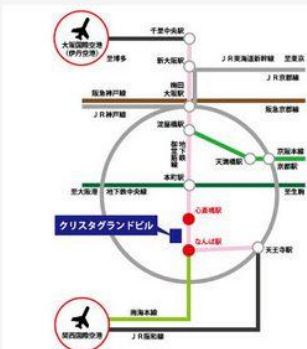 千里中央駅
大阪国際空港
(伊丹空港)
至博多
新大阪駅
JR東海道新幹線
至東京
JR京都線
梅田
大阪駅
阪急神戸線
阪急京都線
JR神戸線
淀屋橋駅
地下鉄
御堂筋線
天満橋駅
京阪本線
京都駅
本町駅
至大阪港
地下鉄中央線
至生駒
心斎橋駅
クリスタグランドビル
なんば駅
天王寺駅
南海本線
関西国際空港
JR阪和線